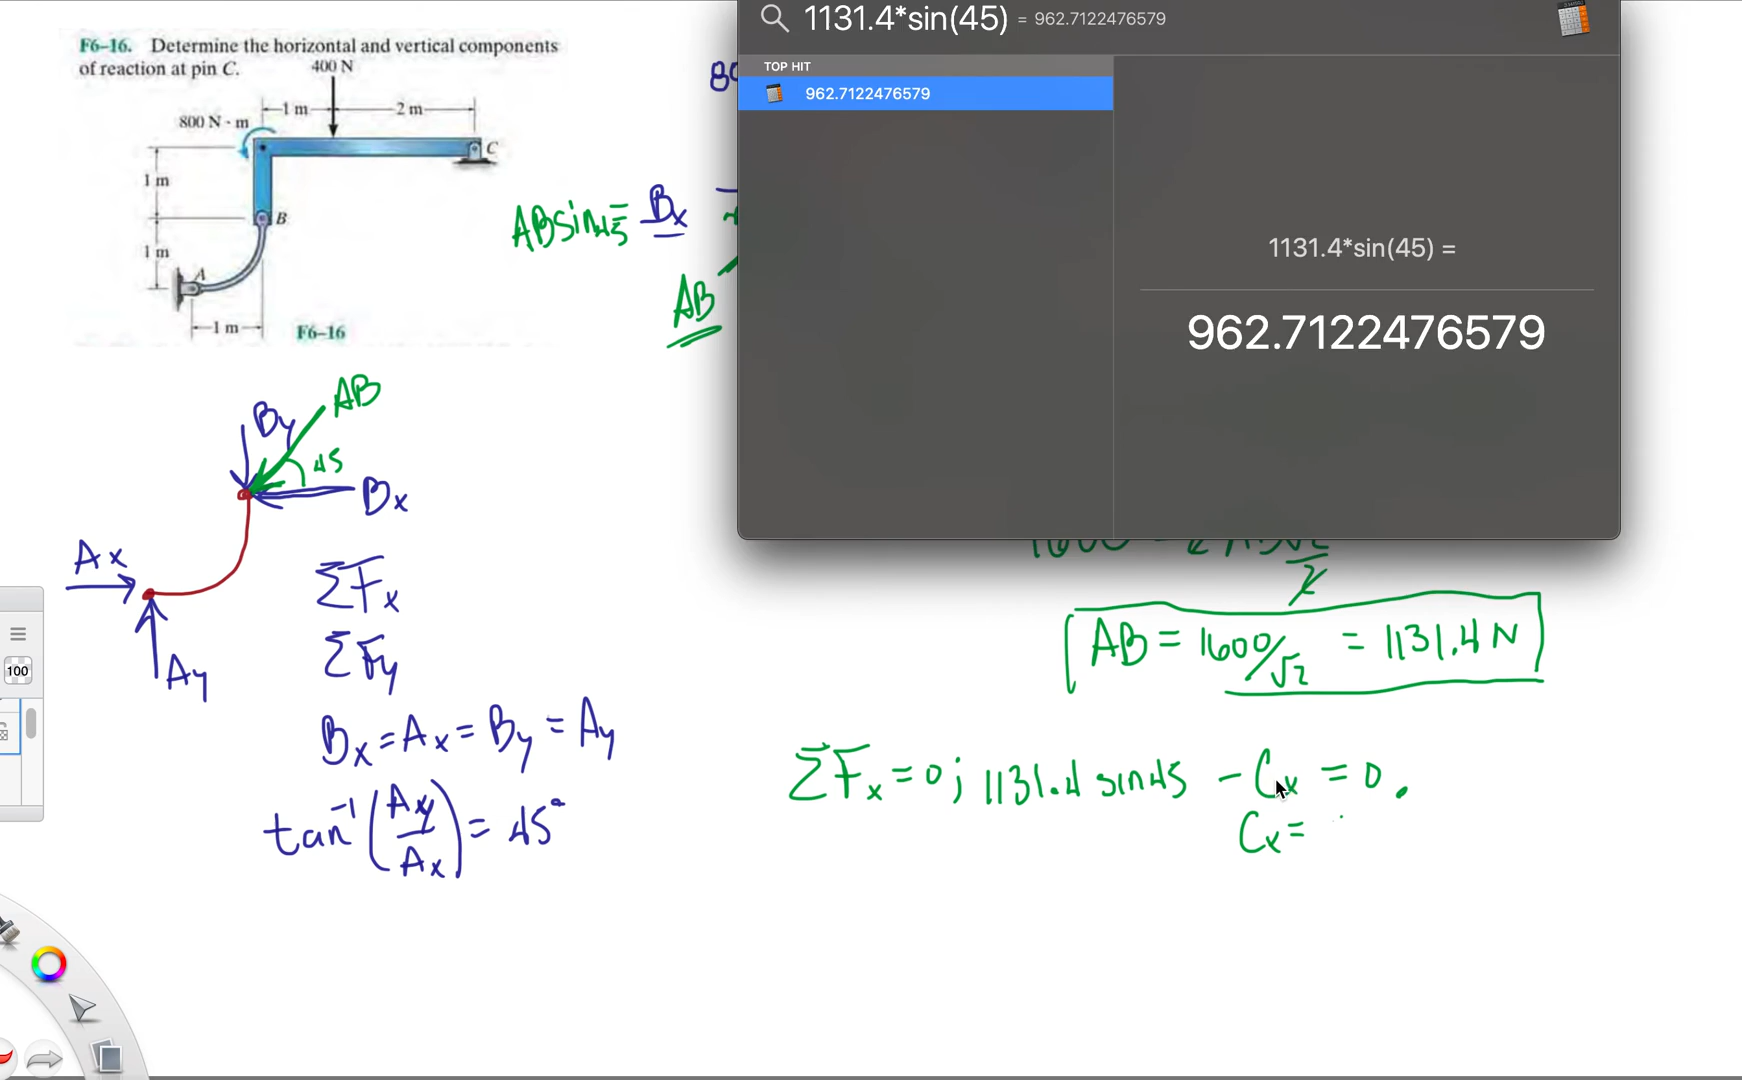 F6–16. Determine the horizontal and vertical components
of reaction at pin C.
400 N
1 m
2 m
800 N · m
C
1 m
B
1 m
A
1 m
F6–16
ABsin45 = Bx
AB
80
1131.4*sin(45) = 962.7122476579
TOP HIT
962.7122476579
1131.4*sin(45) =
962.7122476579
AB
By
45
Bx
Ax
Ay
ΣFx
ΣFy
Bx = Ax = By = Ay
tan⁻¹(Ay/Ax) = 45°
AB = 1600/√2 = 1131.4 N
ΣFx = 0; 1131.4 sin45 - Cx = 0.
Cx =
100